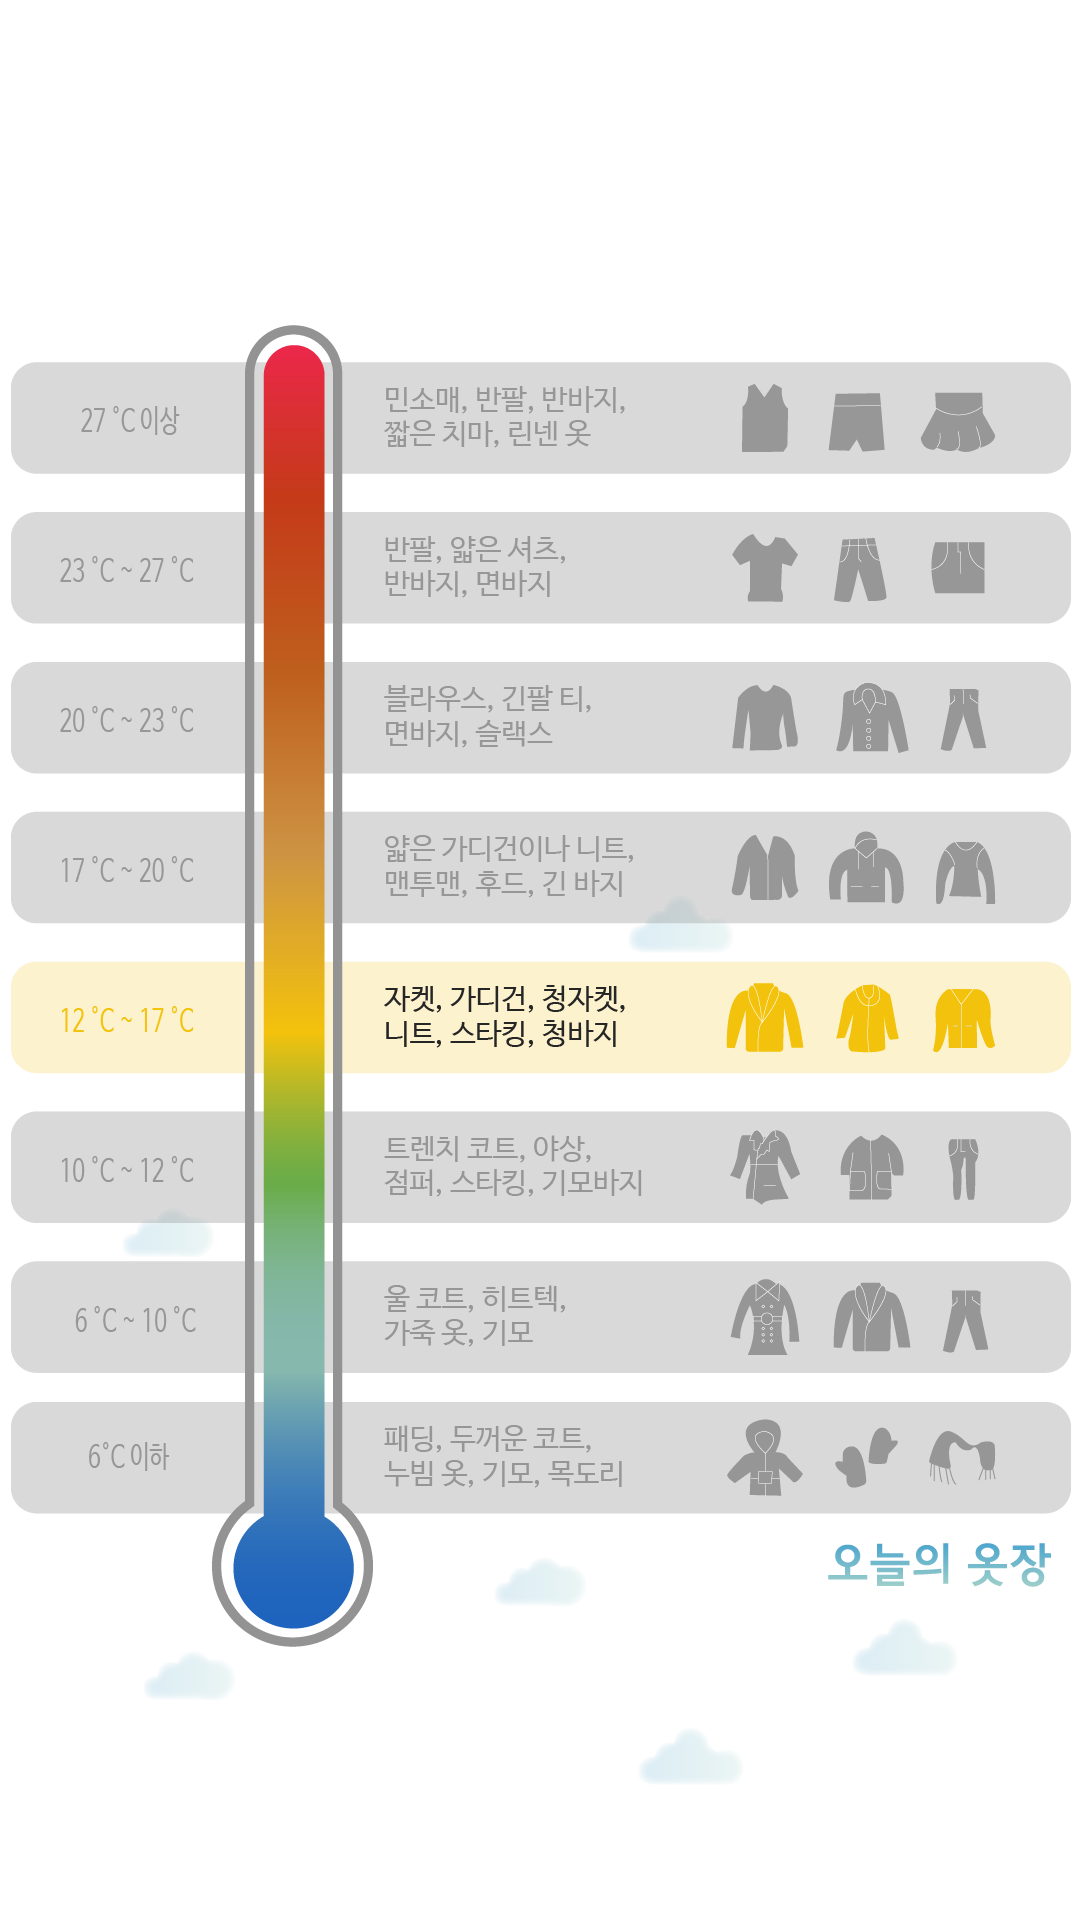 27 °C 이상
민소매, 반팔, 반바지,
짧은 치마, 린넨 옷
23 °C ~ 27 °C
반팔, 얇은 셔츠,
반바지, 면바지
20 °C ~ 23 °C
블라우스, 긴팔 티,
면바지, 슬랙스
17 °C ~ 20 °C
얇은 가디건이나 니트,
맨투맨, 후드, 긴 바지
12 °C ~ 17 °C
자켓, 가디건, 청자켓,
니트, 스타킹, 청바지
10 °C ~ 12 °C
트렌치 코트, 야상,
점퍼, 스타킹, 기모바지
6 °C ~ 10 °C
울 코트, 히트텍,
가죽 옷, 기모
6°C 이하
패딩, 두꺼운 코트,
누빔 옷, 기모, 목도리
오늘의 옷장